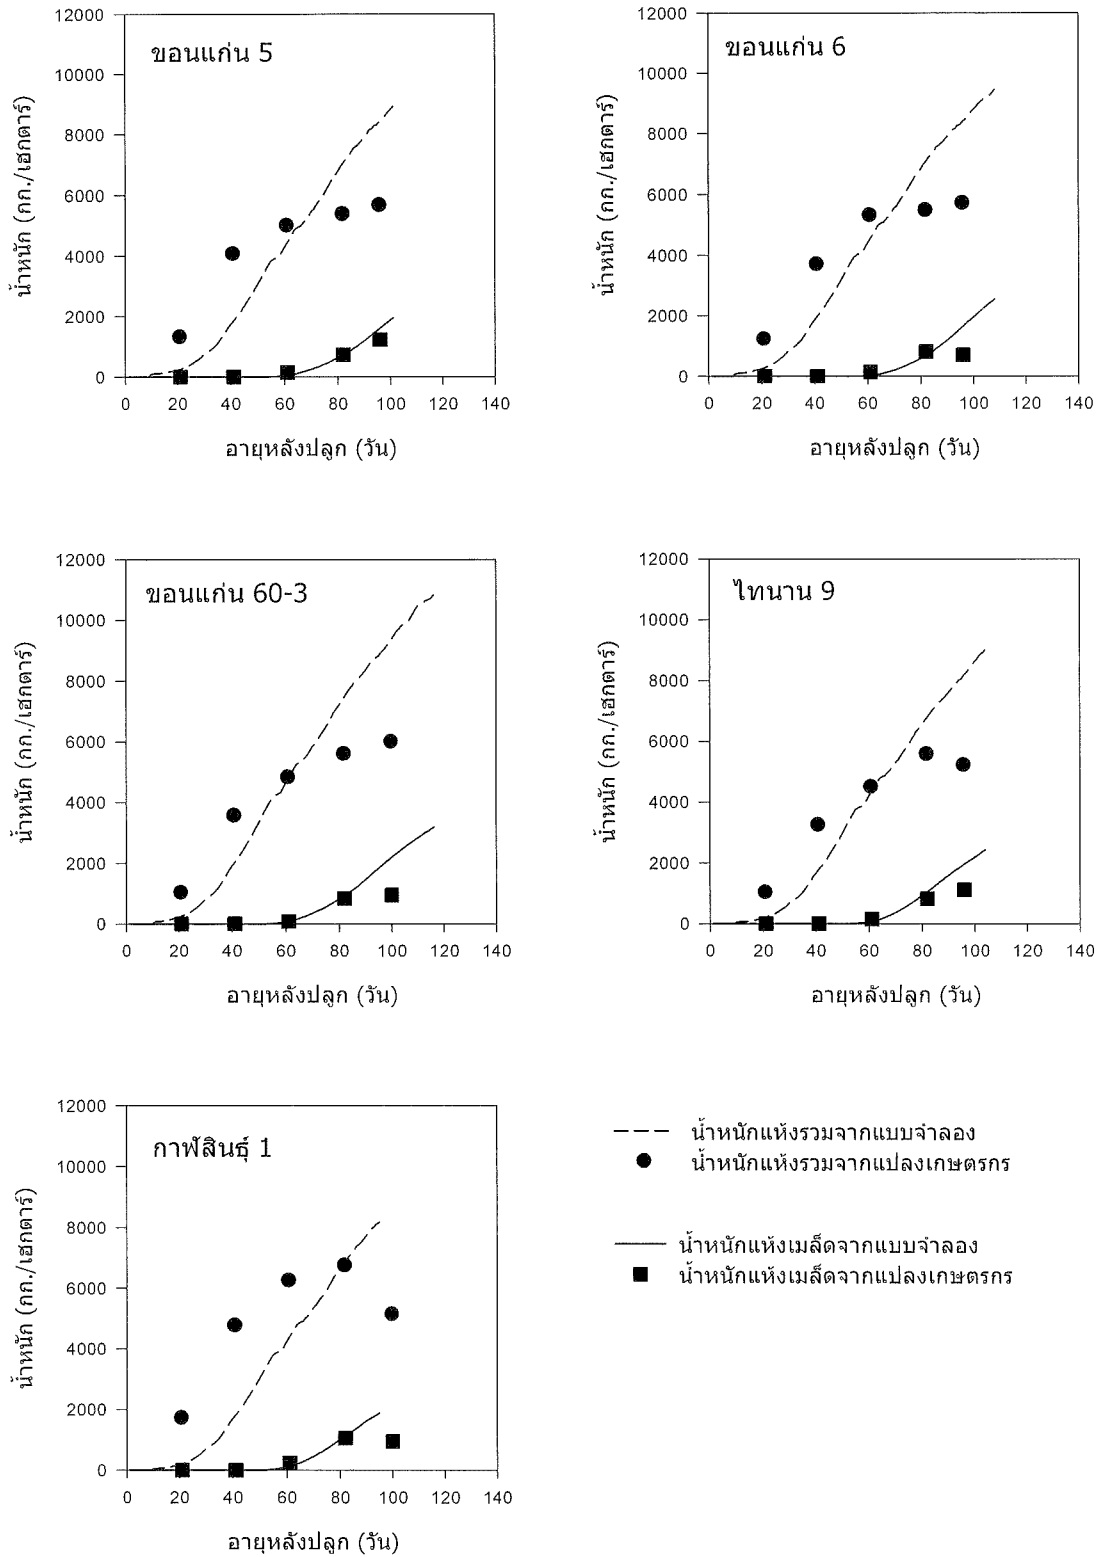 ขอนแก่น 5
12000
10000
8000
6000
4000
2000
0
น้ำหนัก (กก./เฮกตาร์)
0 20 40 60 80 100 120 140
อายุหลังปลูก (วัน)
ขอนแก่น 6
12000
10000
8000
6000
4000
2000
0
น้ำหนัก (กก./เฮกตาร์)
0 20 40 60 80 100 120 140
อายุหลังปลูก (วัน)
ขอนแก่น 60-3
12000
10000
8000
6000
4000
2000
0
น้ำหนัก (กก./เฮกตาร์)
0 20 40 60 80 100 120 140
อายุหลังปลูก (วัน)
ไทนาน 9
12000
10000
8000
6000
4000
2000
0
น้ำหนัก (กก./เฮกตาร์)
0 20 40 60 80 100 120 140
อายุหลังปลูก (วัน)
กาฬสินธุ์ 1
12000
10000
8000
6000
4000
2000
0
น้ำหนัก (กก./เฮกตาร์)
0 20 40 60 80 100 120 140
อายุหลังปลูก (วัน)
น้ำหนักแห้งรวมจากแบบจำลอง
น้ำหนักแห้งรวมจากแปลงเกษตรกร
น้ำหนักแห้งเมล็ดจากแบบจำลอง
น้ำหนักแห้งเมล็ดจากแปลงเกษตรกร